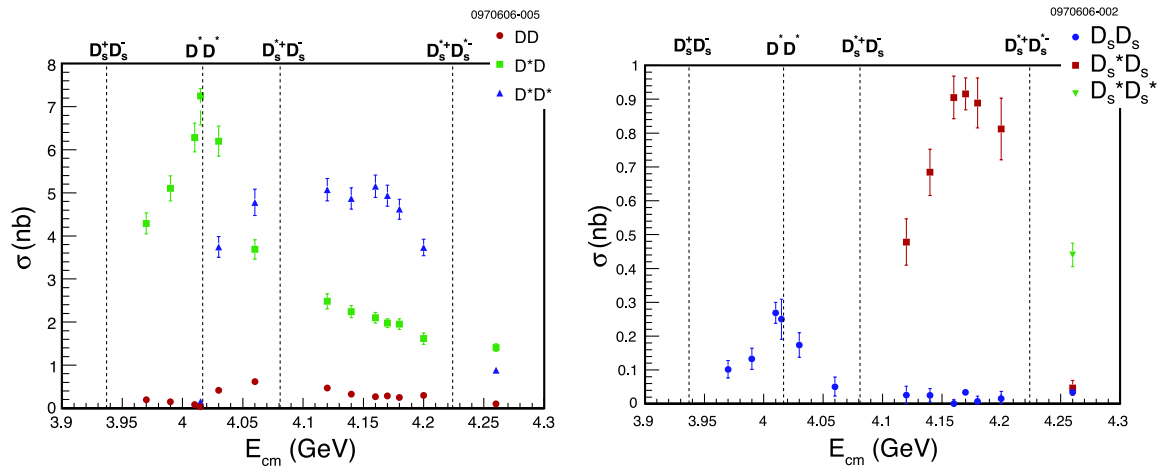 0970606-005
DD
D*D
D*D*
D_s^+D_s^- D^*D^* D_s^{*+}D_s^- D_s^{*+}D_s^{*-}
8
7
6
5
4
3
2
1
0
σ (nb)
3.9 3.95 4 4.05 4.1 4.15 4.2 4.25 4.3
E_cm (GeV)
0970606-002
D_sD_s
D_s*D_s
D_s*D_s*
D_s^+D_s^- D^*D^* D_s^{*+}D_s^- D_s^{*+}D_s^{*-}
1
0.9
0.8
0.7
0.6
0.5
0.4
0.3
0.2
0.1
0
σ (nb)
3.9 3.95 4 4.05 4.1 4.15 4.2 4.25 4.3
E_cm (GeV)